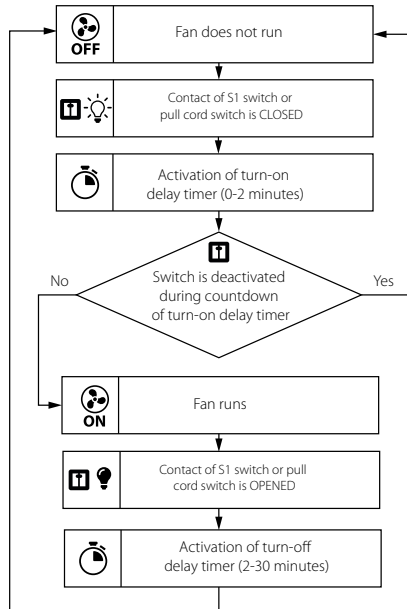 OFF
Fan does not run
Contact of S1 switch or
pull cord switch is CLOSED
Activation of turn-on
delay timer (0-2 minutes)
No
Switch is deactivated
during countdown
of turn-on delay timer
Yes
ON
Fan runs
Contact of S1 switch or pull
cord switch is OPENED
Activation of turn-off
delay timer (2-30 minutes)